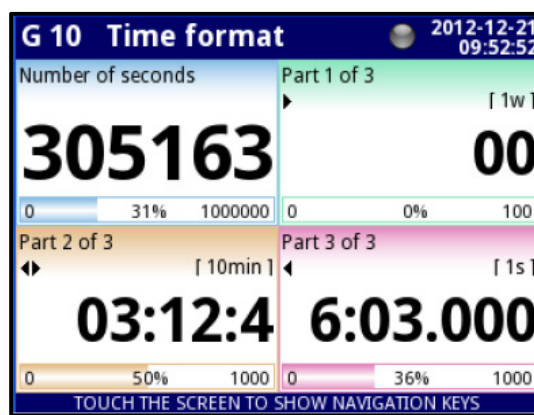 G 10 Time format
2012-12-21
09:52:52
Number of seconds
305163
0 31% 1000000
Part 1 of 3
[ 1w ]
00
0 0% 100
Part 2 of 3
[ 10min ]
03:12:4
0 50% 1000
Part 3 of 3
[ 1s ]
6:03.000
0 36% 1000
TOUCH THE SCREEN TO SHOW NAVIGATION KEYS